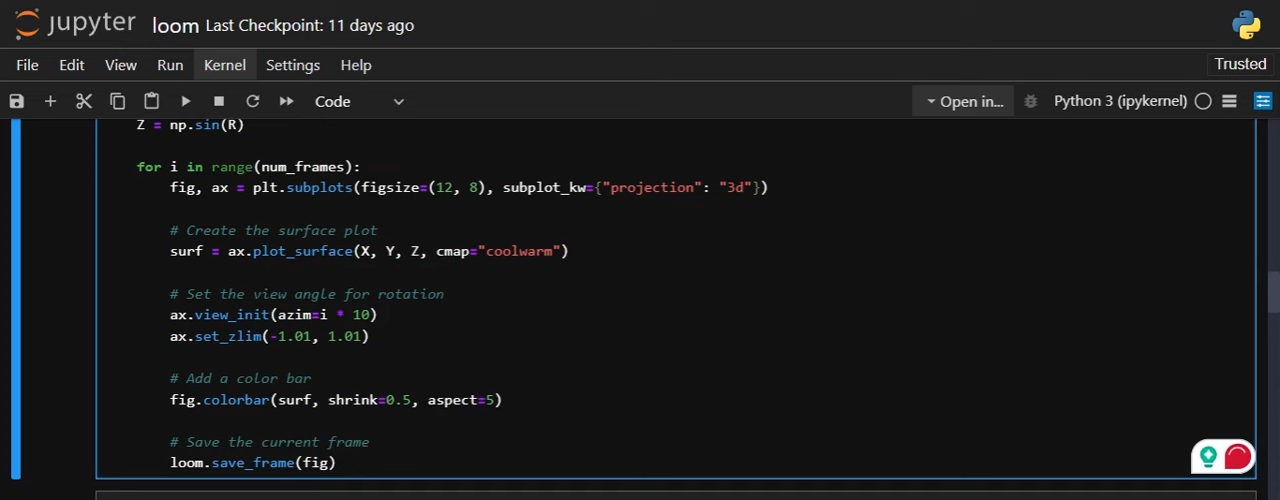 jupyter loom Last Checkpoint: 11 days ago
File Edit View Run Kernel Settings Help Trusted
Code Open in... Python 3 (ipykernel)
Z = np.sin(R)
for i in range(num_frames):
fig, ax = plt.subplots(figsize=(12, 8), subplot_kw={"projection": "3d"})
# Create the surface plot
surf = ax.plot_surface(X, Y, Z, cmap="coolwarm")
# Set the view angle for rotation
ax.view_init(azim=i * 10)
ax.set_zlim(-1.01, 1.01)
# Add a color bar
fig.colorbar(surf, shrink=0.5, aspect=5)
# Save the current frame
loom.save_frame(fig)